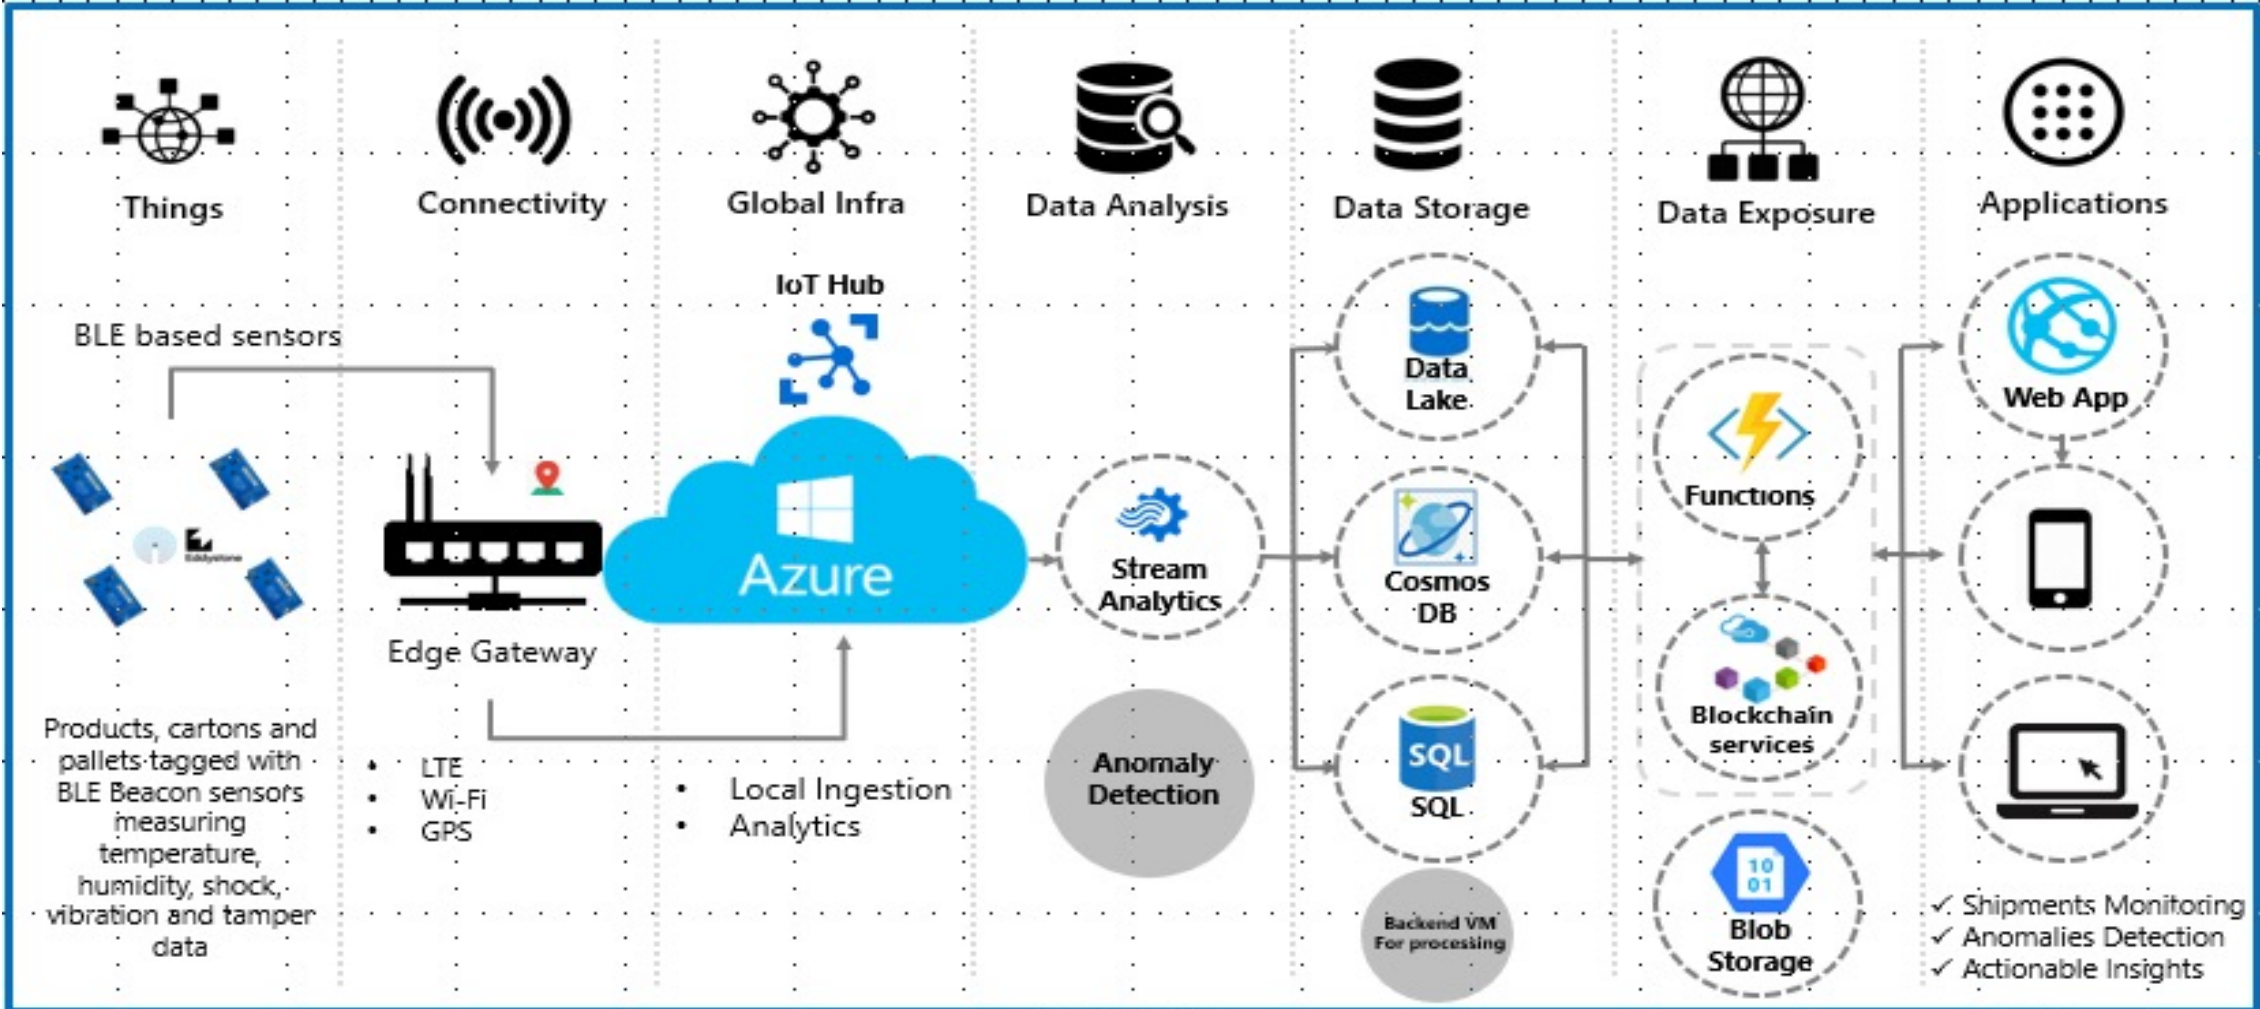 Things
Connectivity
Global Infra
Data Analysis
Data Storage
Data Exposure
Applications
BLE based sensors
Eddystone
Products, cartons and
pallets tagged with
BLE Beacon sensors
measuring
temperature,
humidity, shock,
vibration and tamper
data
Edge Gateway
• LTE
• Wi-Fi
• GPS
IoT Hub
Azure
• Local Ingestion
• Analytics
Stream
Analytics
Anomaly
Detection
Data
Lake
Cosmos
DB
SQL
SQL
Backend VM
For processing
Functions
Blockchain
services
10
01
Blob
Storage
Web App
✓ Shipments Monitoring
✓ Anomalies Detection
✓ Actionable Insights